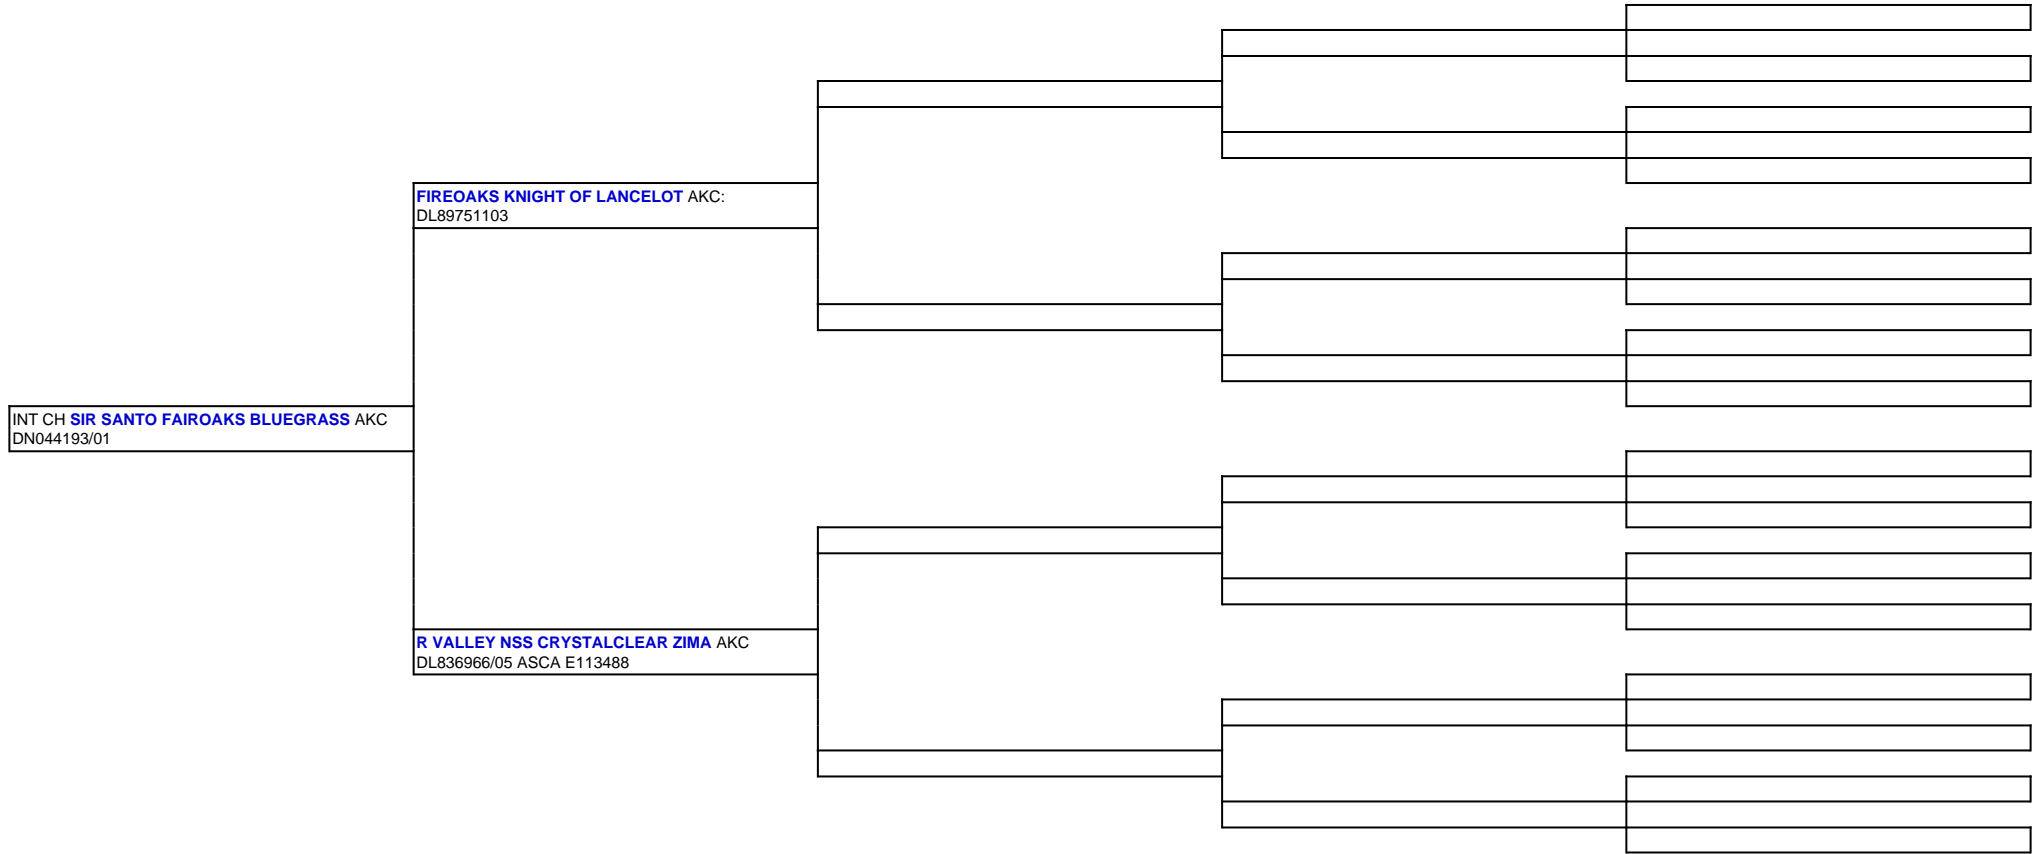 FIREOAKS KNIGHT OF LANCELOT AKC:
DL89751103
INT CH SIR SANTO FAIROAKS BLUEGRASS AKC
DN044193/01
R VALLEY NSS CRYSTALCLEAR ZIMA AKC
DL836966/05 ASCA E113488